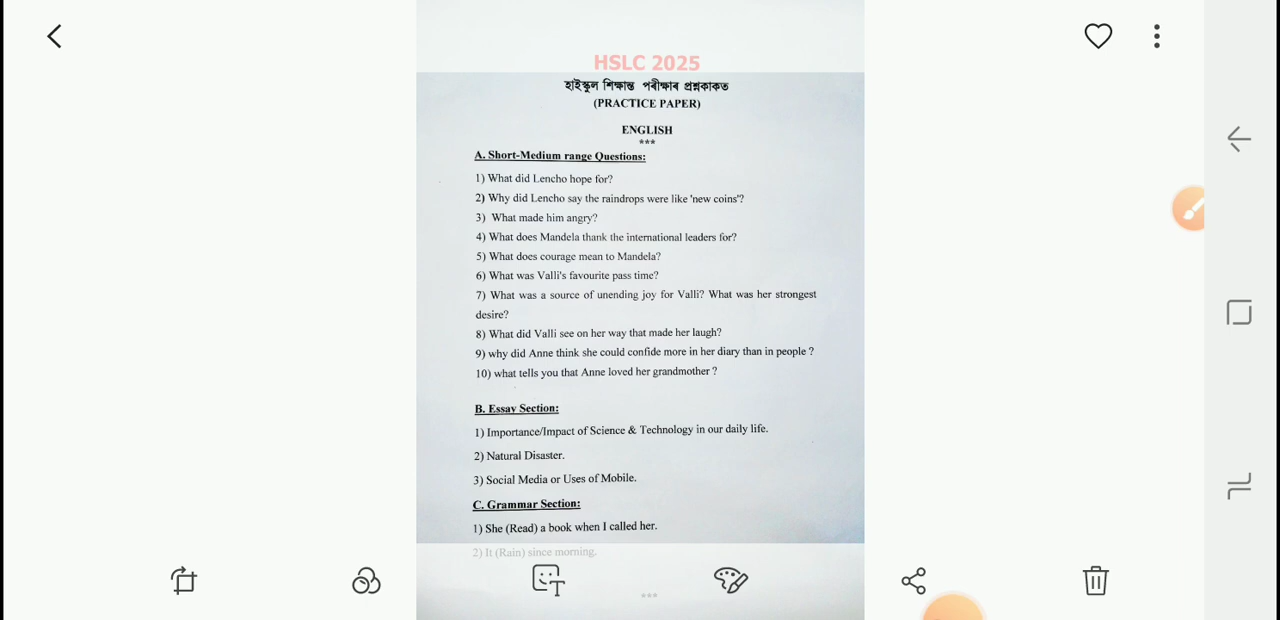 HSLC 2025
হাইস্কুল শিক্ষান্ত পৰীক্ষাৰ প্ৰশ্নকাকত
(PRACTICE PAPER)
ENGLISH
***
A. Short-Medium range Questions:
1) What did Lencho hope for?
2) Why did Lencho say the raindrops were like 'new coins'?
3) What made him angry?
4) What does Mandela thank the international leaders for?
5) What does courage mean to Mandela?
6) What was Valli's favourite pass time?
7) What was a source of unending joy for Valli? What was her strongest
desire?
8) What did Valli see on her way that made her laugh?
9) why did Anne think she could confide more in her diary than in people ?
10) what tells you that Anne loved her grandmother ?
B. Essay Section:
1) Importance/Impact of Science & Technology in our daily life.
2) Natural Disaster.
3) Social Media or Uses of Mobile.
C. Grammar Section:
1) She (Read) a book when I called her.
2) It (Rain) since morning.
***